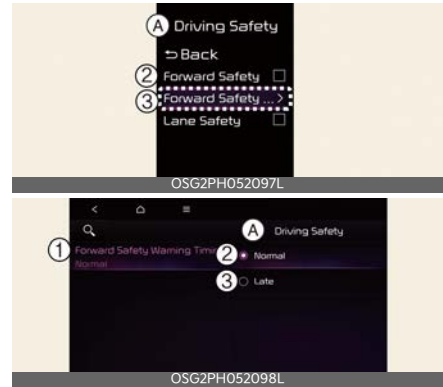 A Driving Safety
Back
2 Forward Safety
3 Forward Safety ... >
Lane Safety
OSG2PH052097L
A Driving Safety
1 Forward Safety Warning Timi
Normal
2 Normal
3 Late
OSG2PH052098L